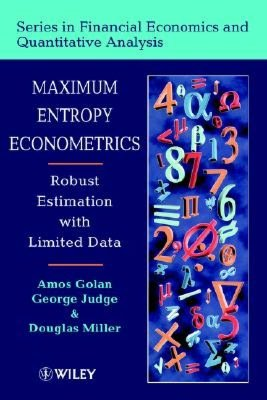 Series in Financial Economics and
Quantitative Analysis
MAXIMUM
ENTROPY
ECONOMETRICS
Robust
Estimation
with
Limited Data
Amos Golan
George Judge
&
Douglas Miller
WILEY